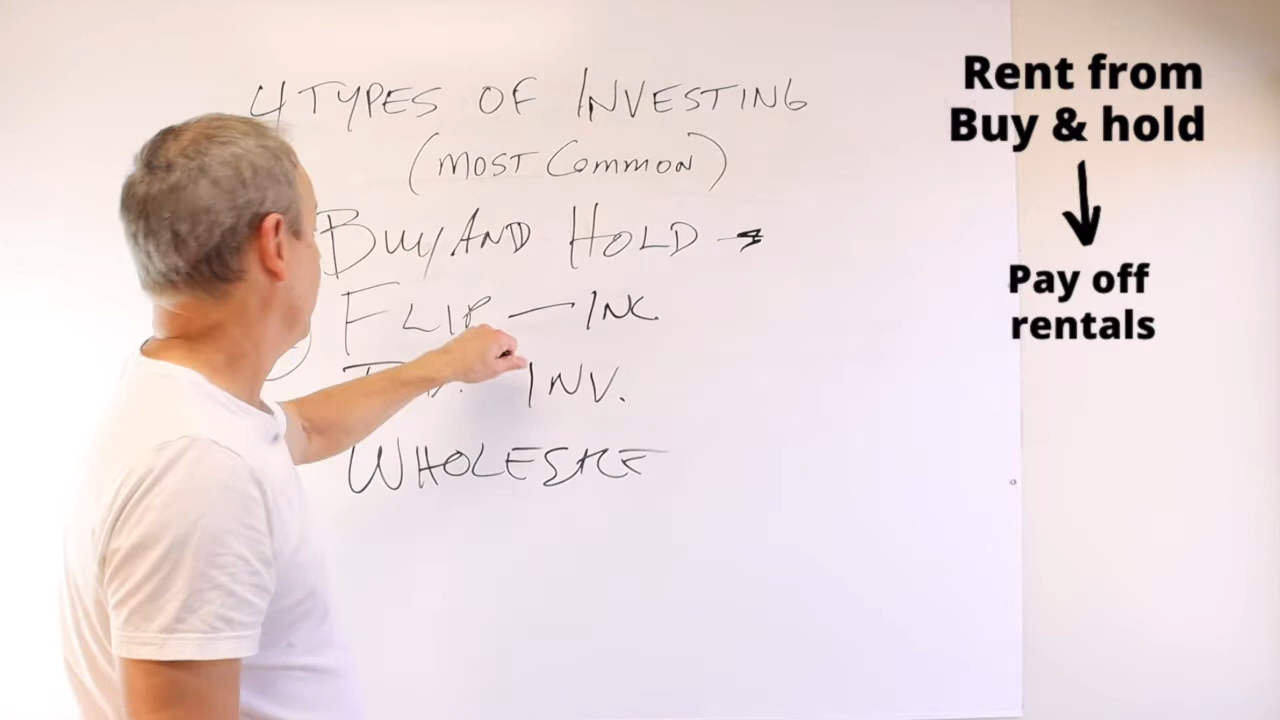 4 TYPES OF INVESTING
(MOST COMMON)
BUY AND HOLD →
FLIP — INC.
INV.
WHOLESALE
Rent from
Buy & hold
Pay off
rentals